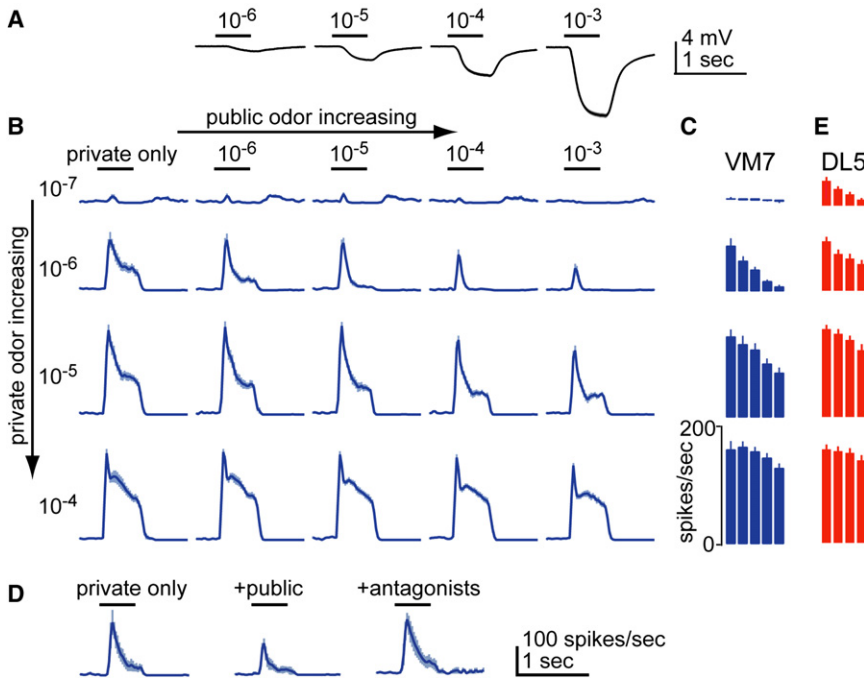 A
10⁻⁶ 10⁻⁵ 10⁻⁴ 10⁻³
4 mV
1 sec
B
public odor increasing
C
E
private only 10⁻⁶ 10⁻⁵ 10⁻⁴ 10⁻³
VM7
DL5
private odor increasing
10⁻⁷
10⁻⁶
10⁻⁵
10⁻⁴
200
spikes/sec
0
D
private only +public +antagonists
100 spikes/sec
1 sec